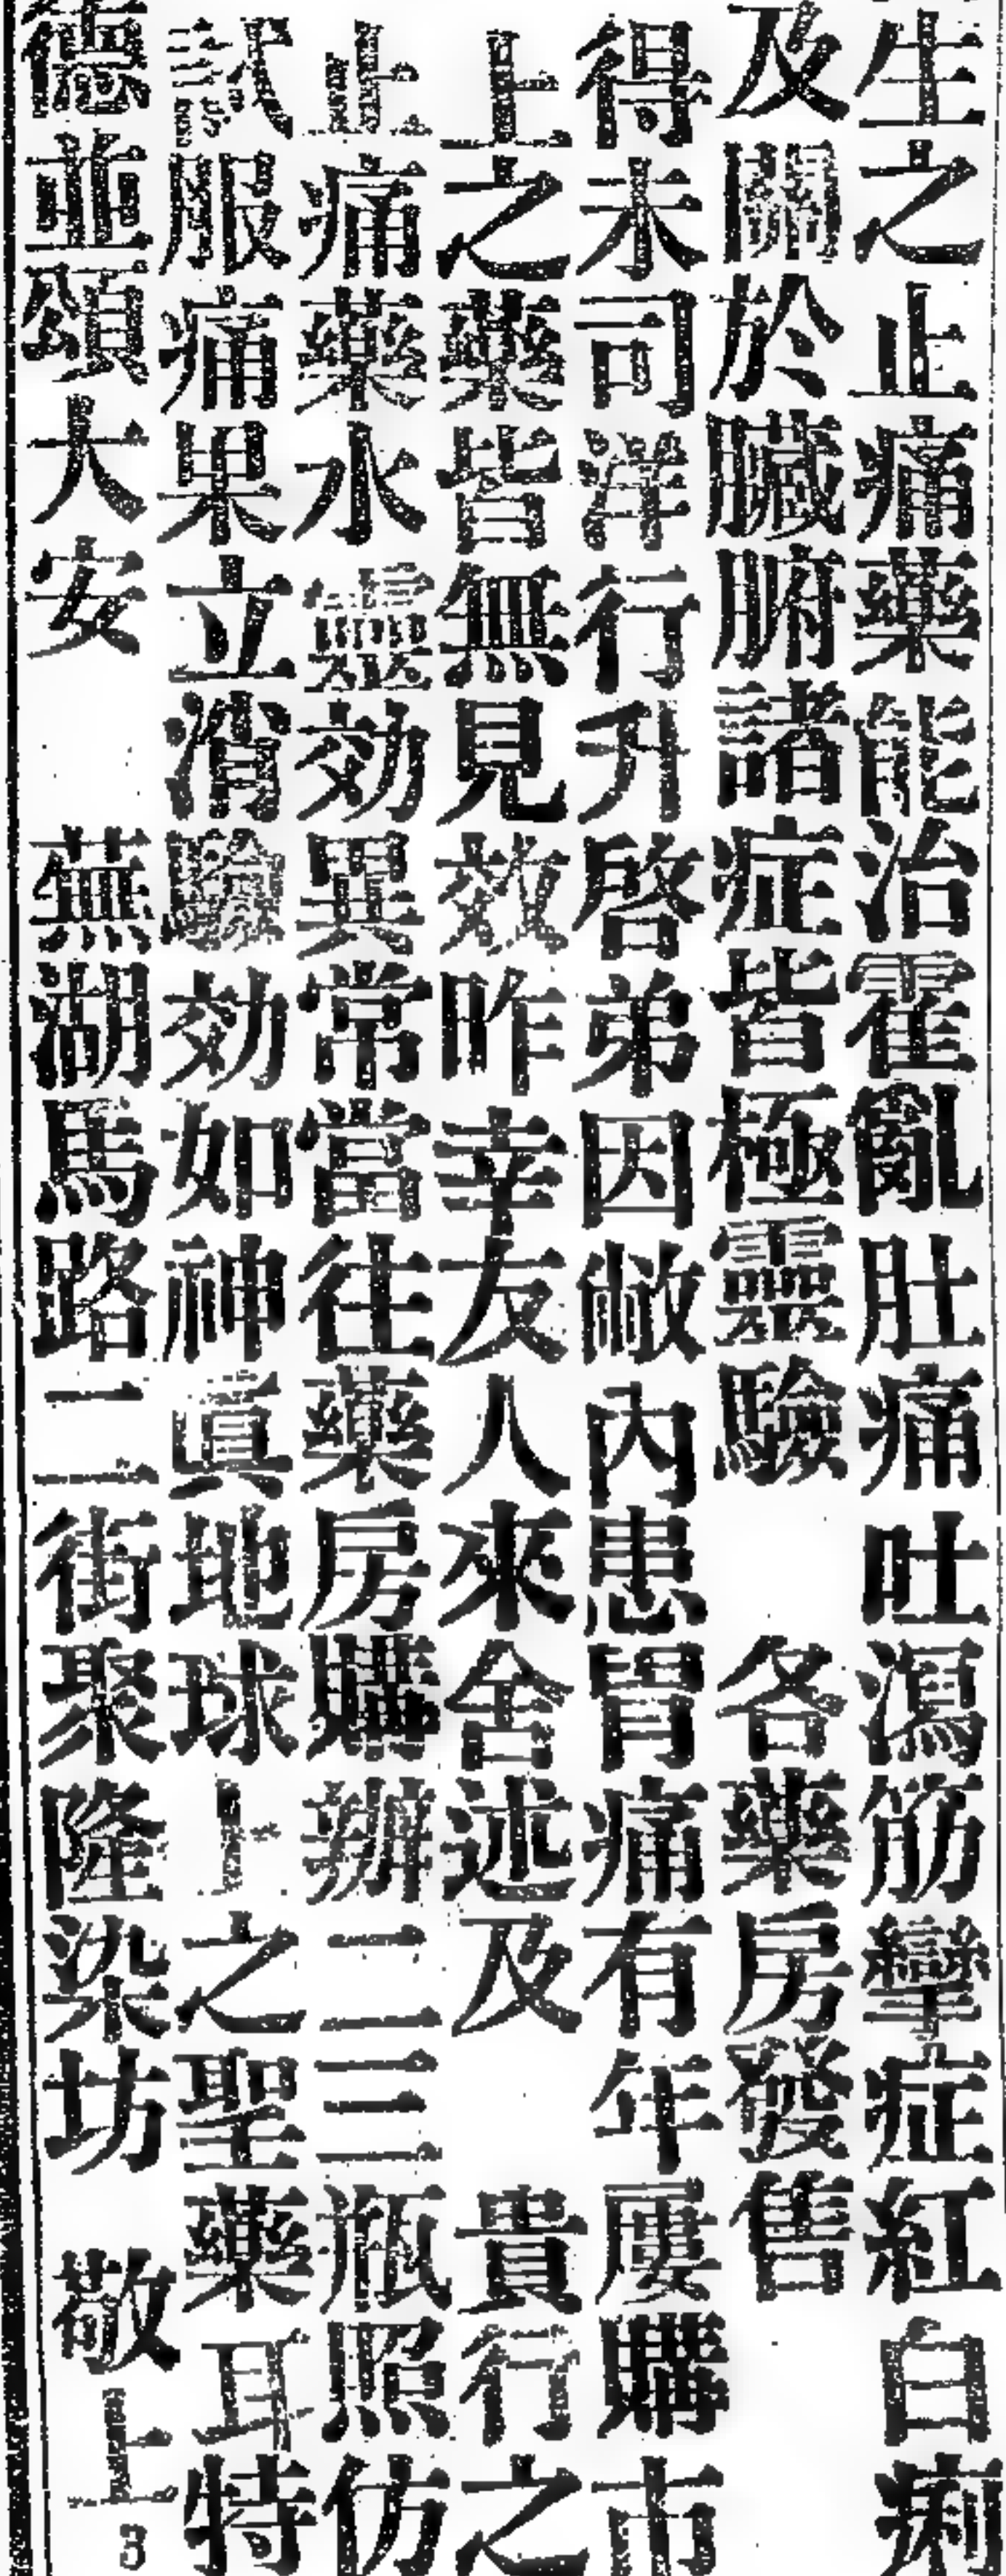 生之止痛藥能治霍亂肚痛吐瀉筋攣症紅白痢
及關於臟腑諸症皆極靈驗　各藥房發售
得未司洋行升啓弟因敝內患胃痛有年屢購市
上之藥皆無見效昨幸友人來舍述及　貴行之
止痛藥水靈効異常當往藥房購辦二三瓶照仿
試服痛果立消驗効如神眞地球上之聖藥耳特
德並頌大安　蕪湖馬路二街聚隆染坊　敬上
3